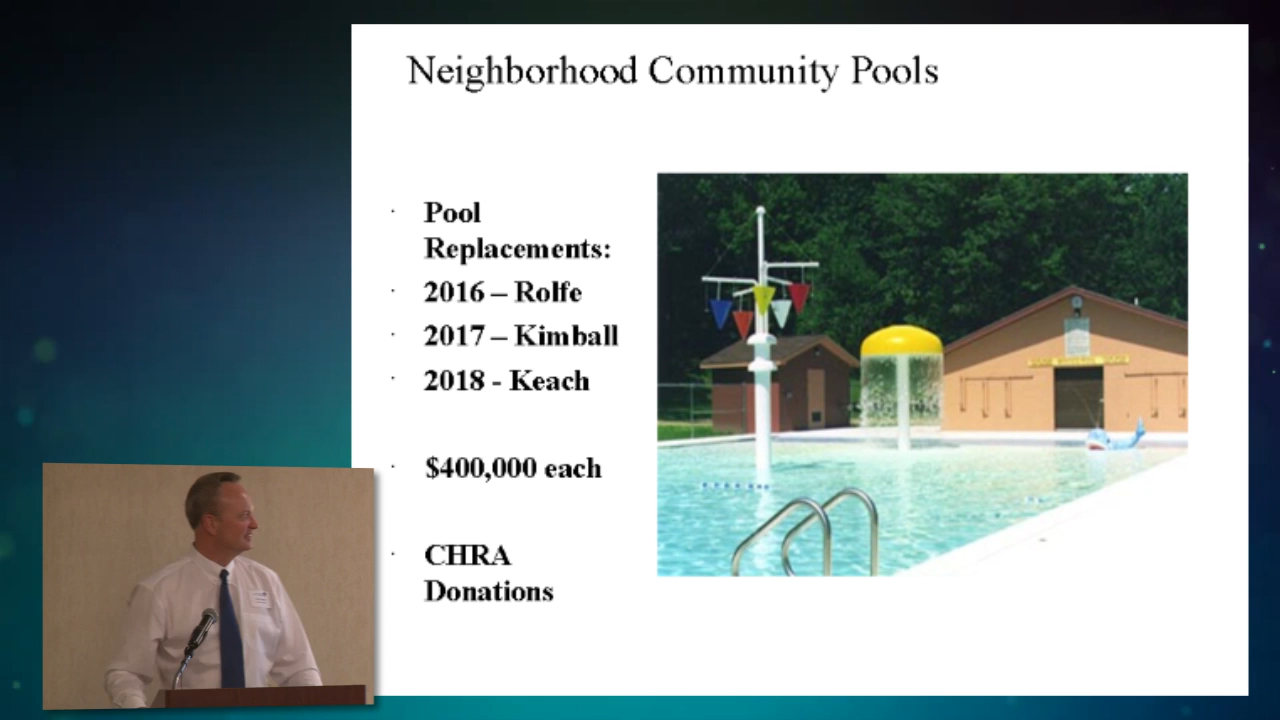 Neighborhood Community Pools
· Pool
Replacements:
· 2016 – Rolfe
· 2017 – Kimball
· 2018 - Keach
· $400,000 each
· CHRA
Donations